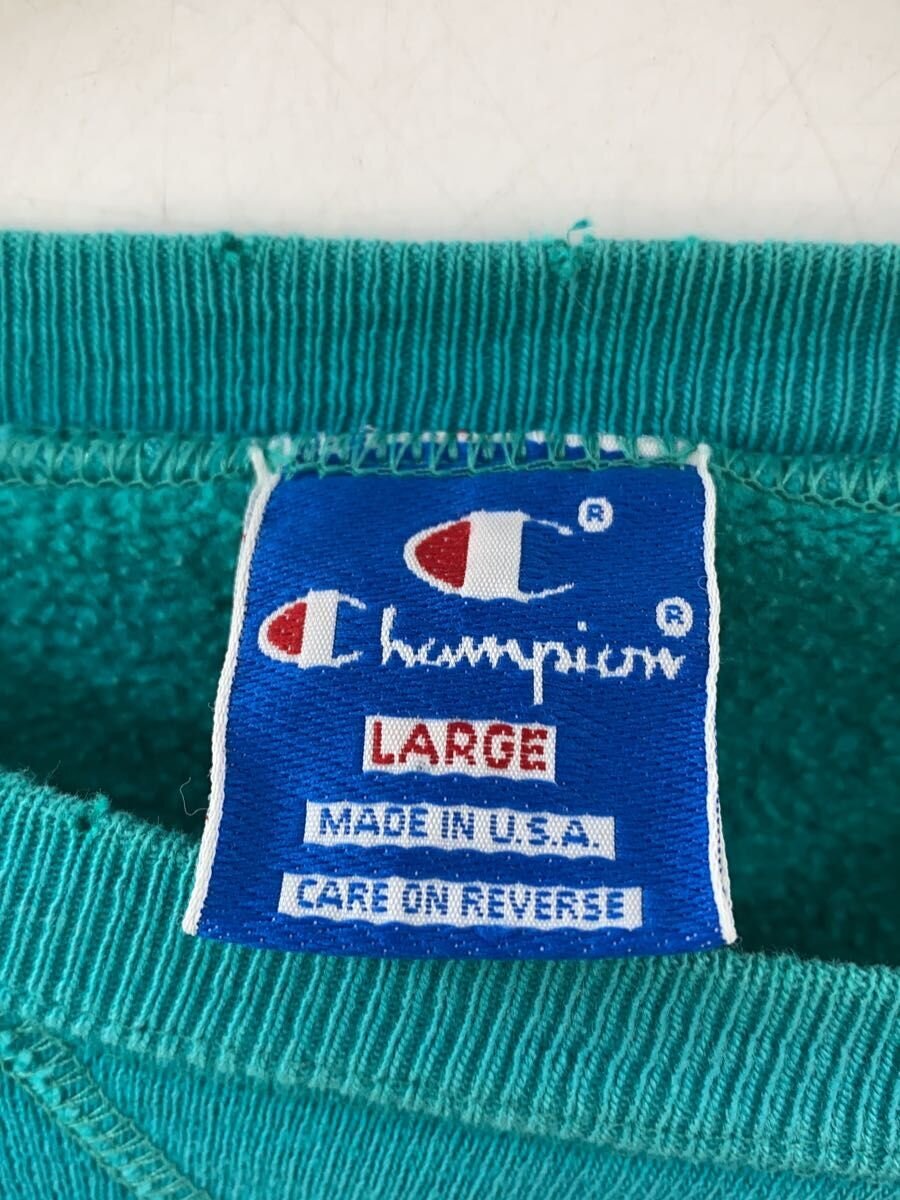 C®
Champion®
LARGE
MADE IN U.S.A.
CARE ON REVERSE